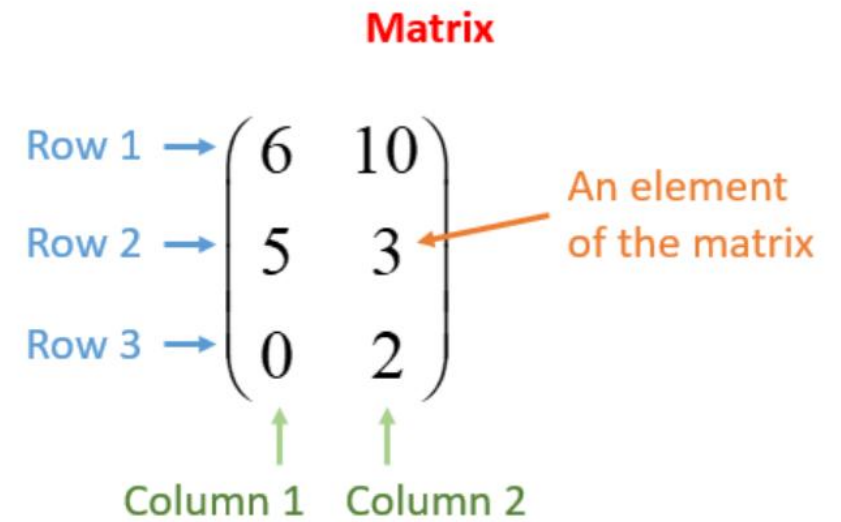 Matrix
Row 1 6 10
An element
Row 2 5 3 of the matrix
Row 3 0 2
Column 1 Column 2